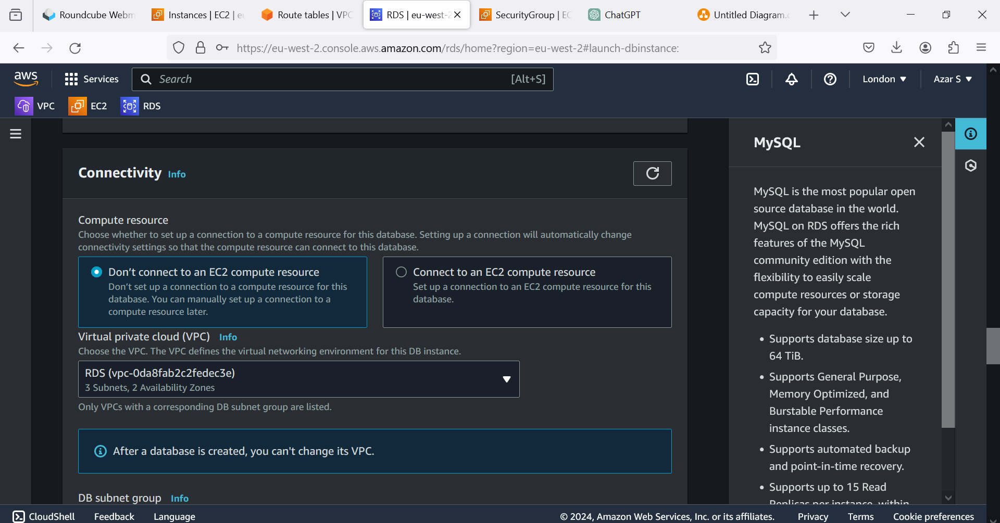 Roundcube Webm
Instances | EC2 | eu
Route tables | VPC
RDS | eu-west-2
SecurityGroup | EC
ChatGPT
Untitled Diagram.
https://eu-west-2.console.aws.amazon.com/rds/home?region=eu-west-2#launch-dbinstance:
aws
Services
Search
[Alt+S]
London
Azar S
VPC
EC2
RDS
Connectivity Info
Compute resource
Choose whether to set up a connection to a compute resource for this database. Setting up a connection will automatically change
connectivity settings so that the compute resource can connect to this database.
Don't connect to an EC2 compute resource
Don't set up a connection to a compute resource for this
database. You can manually set up a connection to a
compute resource later.
Connect to an EC2 compute resource
Set up a connection to an EC2 compute resource for this
database.
Virtual private cloud (VPC) Info
Choose the VPC. The VPC defines the virtual networking environment for this DB instance.
RDS (vpc-0da8fab2c2fedec3e)
3 Subnets, 2 Availability Zones
Only VPCs with a corresponding DB subnet group are listed.
After a database is created, you can't change its VPC.
DB subnet group Info
MySQL
MySQL is the most popular open
source database in the world.
MySQL on RDS offers the rich
features of the MySQL
community edition with the
flexibility to easily scale
compute resources or storage
capacity for your database.
• Supports database size up to
64 TiB.
• Supports General Purpose,
Memory Optimized, and
Burstable Performance
instance classes.
• Supports automated backup
and point-in-time recovery.
• Supports up to 15 Read
Replicas per instance, within
CloudShell
Feedback
Language
© 2024, Amazon Web Services, Inc. or its affiliates.
Privacy
Terms
Cookie preferences